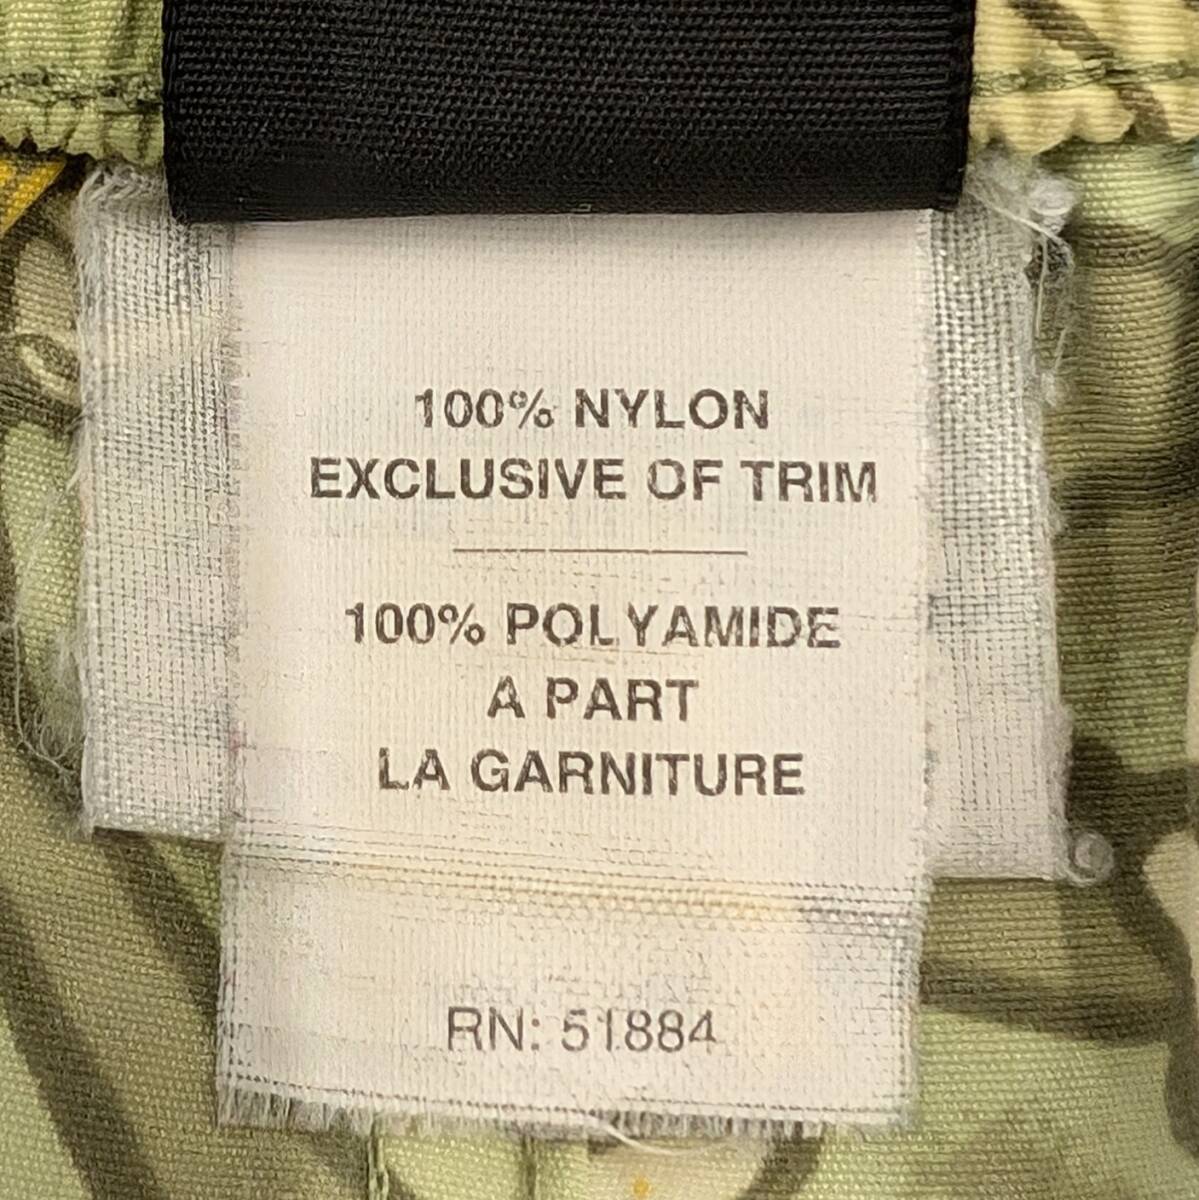 100% NYLON
EXCLUSIVE OF TRIM
100% POLYAMIDE
A PART
LA GARNITURE
RN: 51884